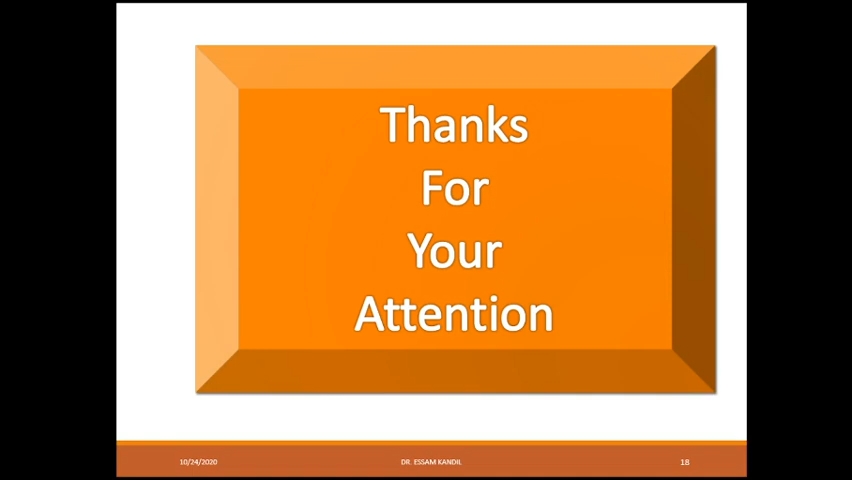 Thanks
For
Your
Attention
10/24/2020 DR. ESSAM KANDIL 18